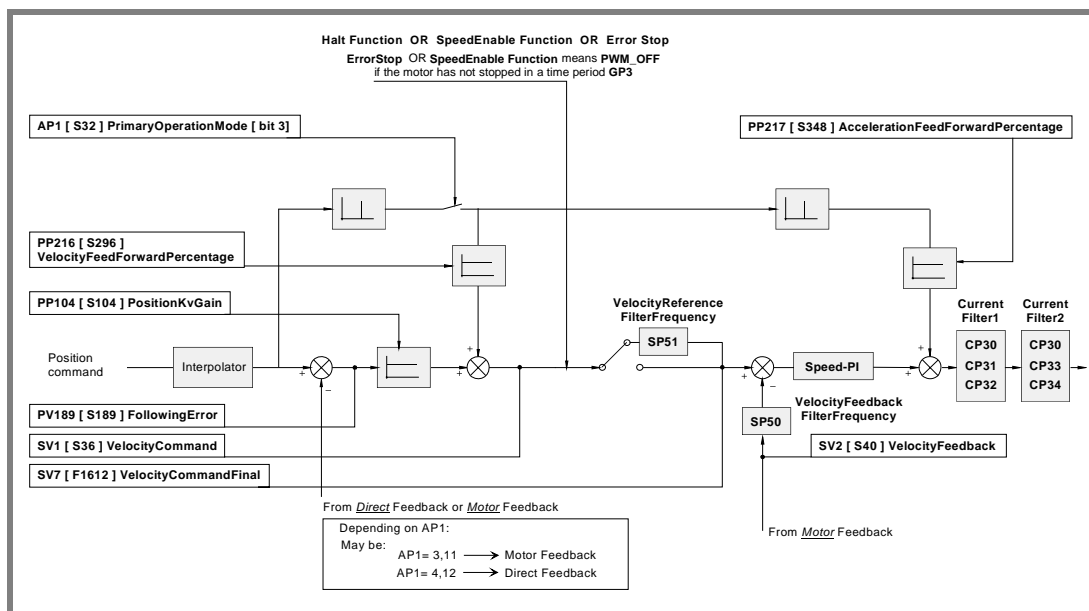 Halt Function OR SpeedEnable Function OR Error Stop
ErrorStop OR SpeedEnable Function means PWM_OFF
if the motor has not stopped in a time period GP3
AP1 [ S32 ] PrimaryOperationMode [ bit 3]
PP217 [ S348 ] AccelerationFeedForwardPercentage
PP216 [ S296 ]
VelocityFeedForwardPercentage
PP104 [ S104 ] PositionKvGain
VelocityReference
FilterFrequency
SP51
Current
Filter1
Current
Filter2
Position
command
Interpolator
+
−
+
+
+
−
Speed-PI
+
+
CP30
CP31
CP32
CP30
CP33
CP34
PV189 [ S189 ] FollowingError
SV1 [ S36 ] VelocityCommand
SV7 [ F1612 ] VelocityCommandFinal
VelocityFeedback
FilterFrequency
SP50
SV2 [ S40 ] VelocityFeedback
From Direct Feedback or Motor Feedback
From Motor Feedback
Depending on AP1:
May be:
AP1= 3,11 → Motor Feedback
AP1= 4,12 → Direct Feedback